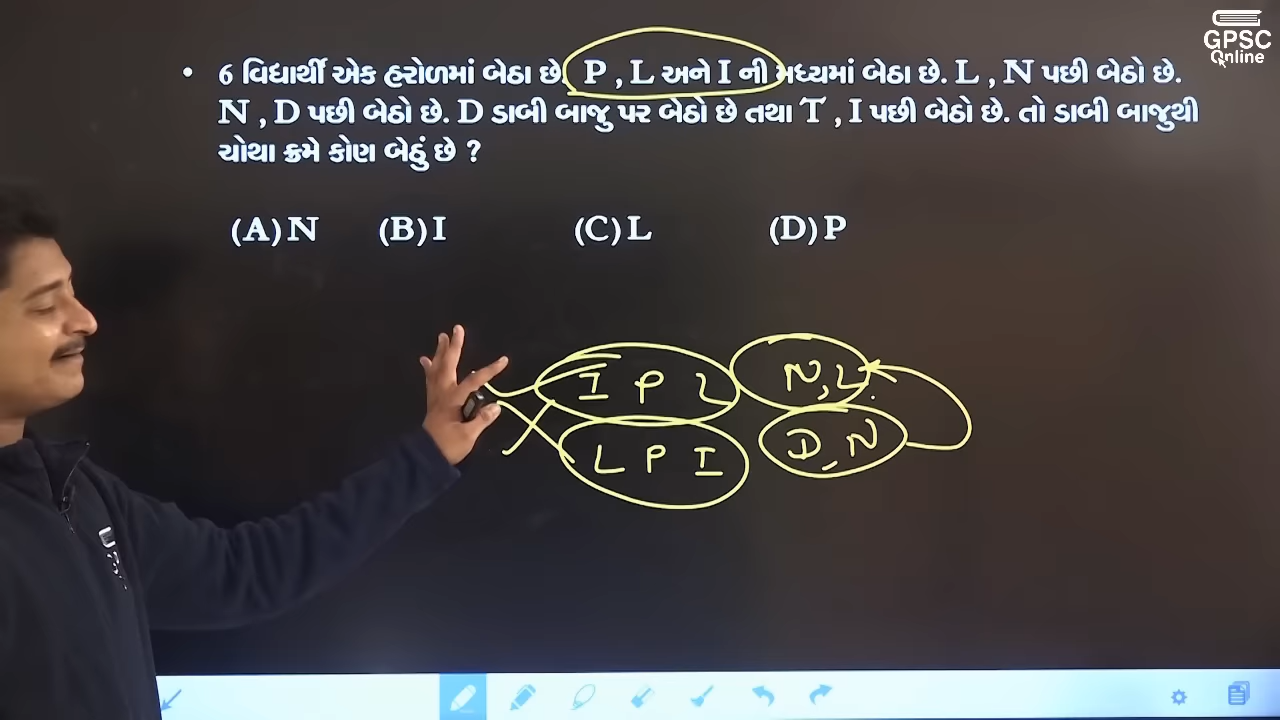 GPSC
Online
• 6 વિદ્યાર્થી એક હરોળમાં બેઠા છે. P , L અને I ની મધ્યમાં બેઠા છે. L , N પછી બેઠો છે.
N , D પછી બેઠો છે. D ડાબી બાજુ પર બેઠો છે તથા T , I પછી બેઠો છે. તો ડાબી બાજુથી
ચોથા ક્રમે કોણ બેઠું છે ?
(A) N (B) I (C) L (D) P
I P L N, L
L P I D, N